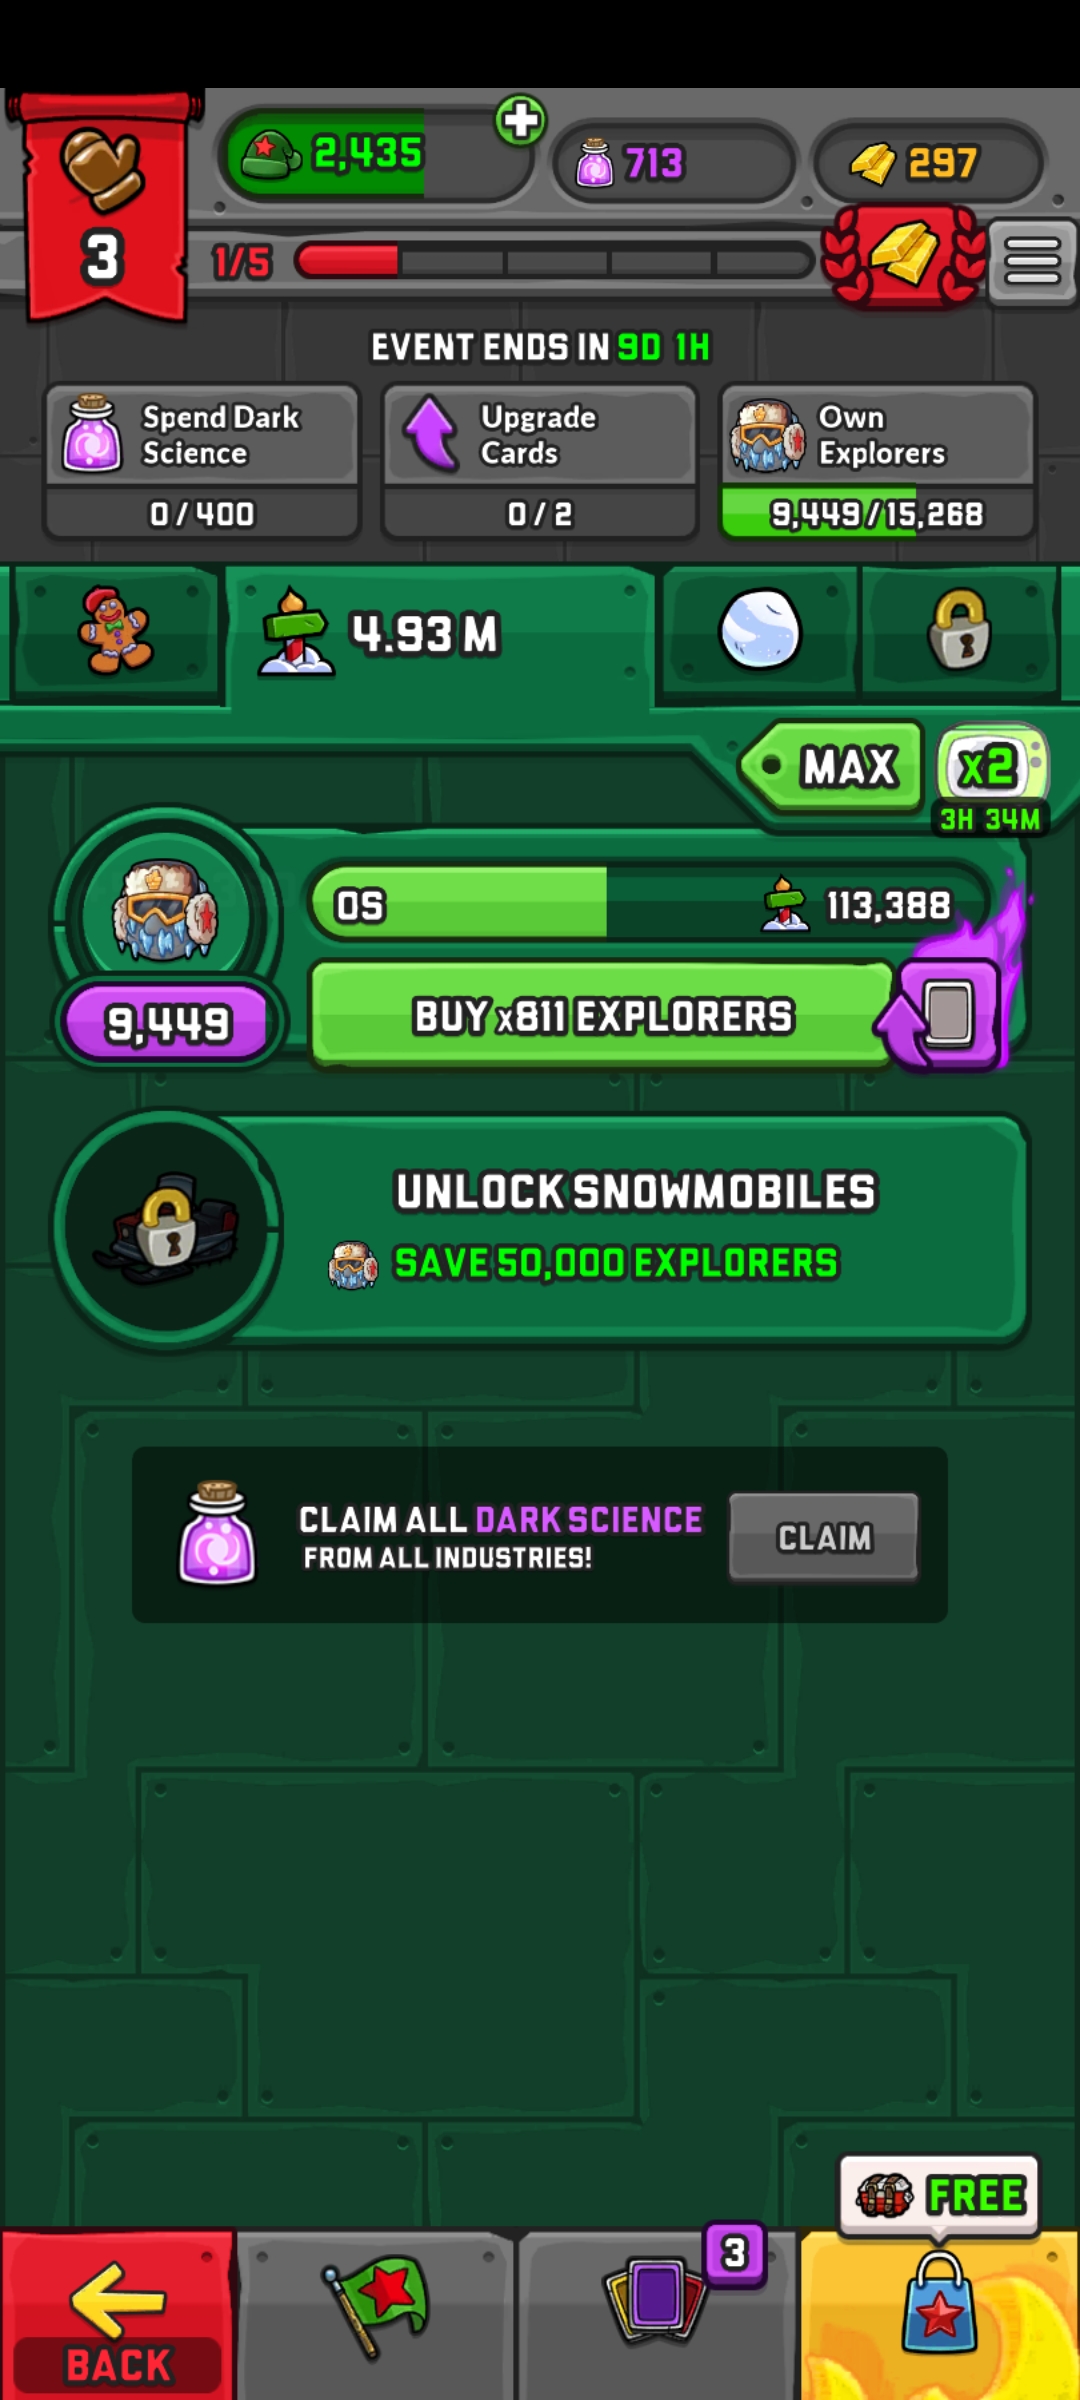 2,435
713
297
3
1/5
EVENT ENDS IN 9D 1H
Spend Dark
Science
0/400
Upgrade
Cards
0/2
Own
Explorers
9,449/15,268
4.93 M
MAX
x2
3H 34M
0S
113,388
9,449
BUY x811 EXPLORERS
UNLOCK SNOWMOBILES
SAVE 50,000 EXPLORERS
CLAIM ALL DARK SCIENCE
FROM ALL INDUSTRIES!
CLAIM
FREE
3
BACK